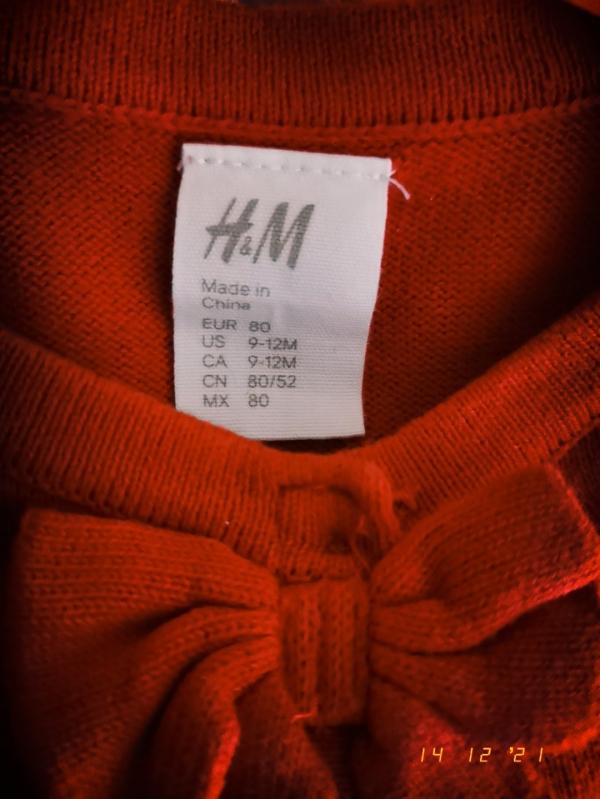 H&M
Made in
China
EUR 80
US 9-12M
CA 9-12M
CN 80/52
MX 80
14 12 '21